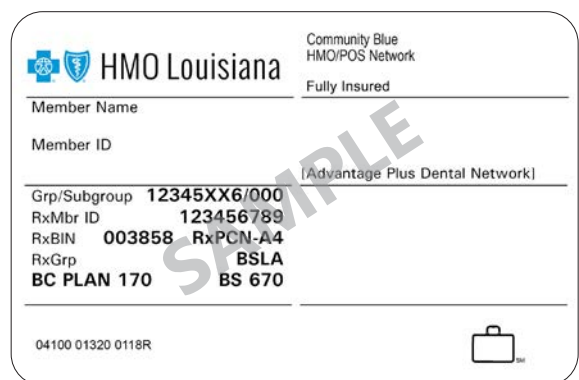 HMO Louisiana
Community Blue
HMO/POS Network
Fully Insured
Member Name
Member ID
[Advantage Plus Dental Network]
Grp/Subgroup 12345XX6/000
RxMbr ID 123456789
RxBIN 003858 RxPCN-A4
RxGrp BSLA
BC PLAN 170 BS 670
SAMPLE
04100 01320 0118R
SM